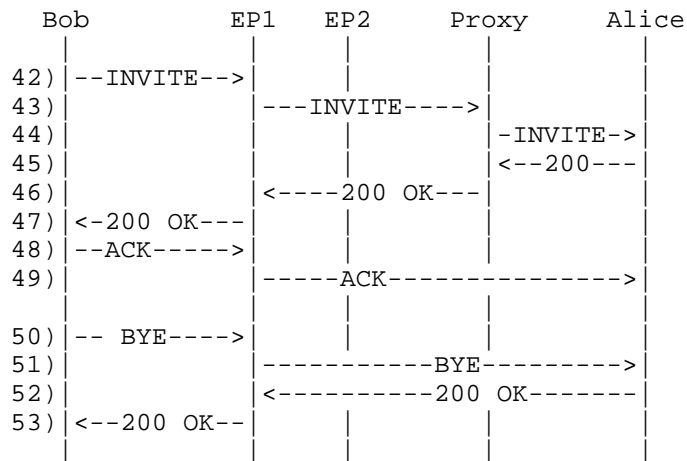 Bob EP1 EP2 Proxy Alice
| | | | |
42)|--INVITE-->| | | |
43)| |---INVITE---->| |
44)| | | |-INVITE->|
45)| | | |<--200---|
46)| |<----200 OK---| |
47)|<-200 OK---| | | |
48)|--ACK----->| | | |
49)| |-----ACK--------------->|
| | | | |
50)|-- BYE---->| | | |
51)| |-----------BYE--------->|
52)| |<----------200 OK-------|
53)|<--200 OK--| | | |
| | | | |